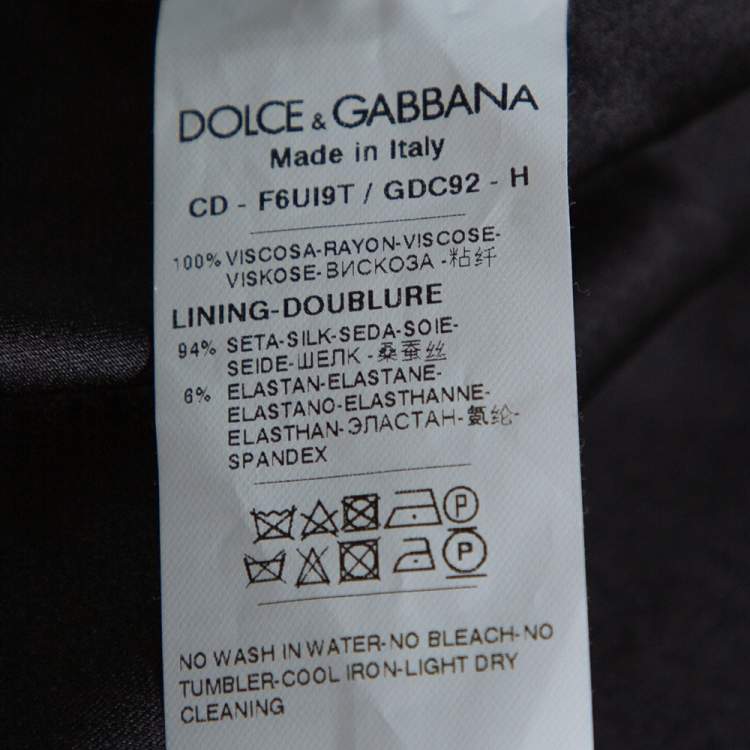 DOLCE & GABBANA
Made in Italy
CD - F6UI9T / GDC92 - H
100% VISCOSA-RAYON-VISCOSE-
VISKOSE-ВИСКОЗА -粘纤
LINING-DOUBLURE
94% SETA-SILK-SEDA-SOIE-
SEIDE-ШЕЛК -桑蚕丝
6% ELASTAN-ELASTANE-
ELASTANO-ELASTHANNE-
ELASTHAN-ЭЛАСТАН-氨纶-
SPANDEX
P
P
NO WASH IN WATER-NO BLEACH-NO
TUMBLER-COOL IRON-LIGHT DRY
CLEANING